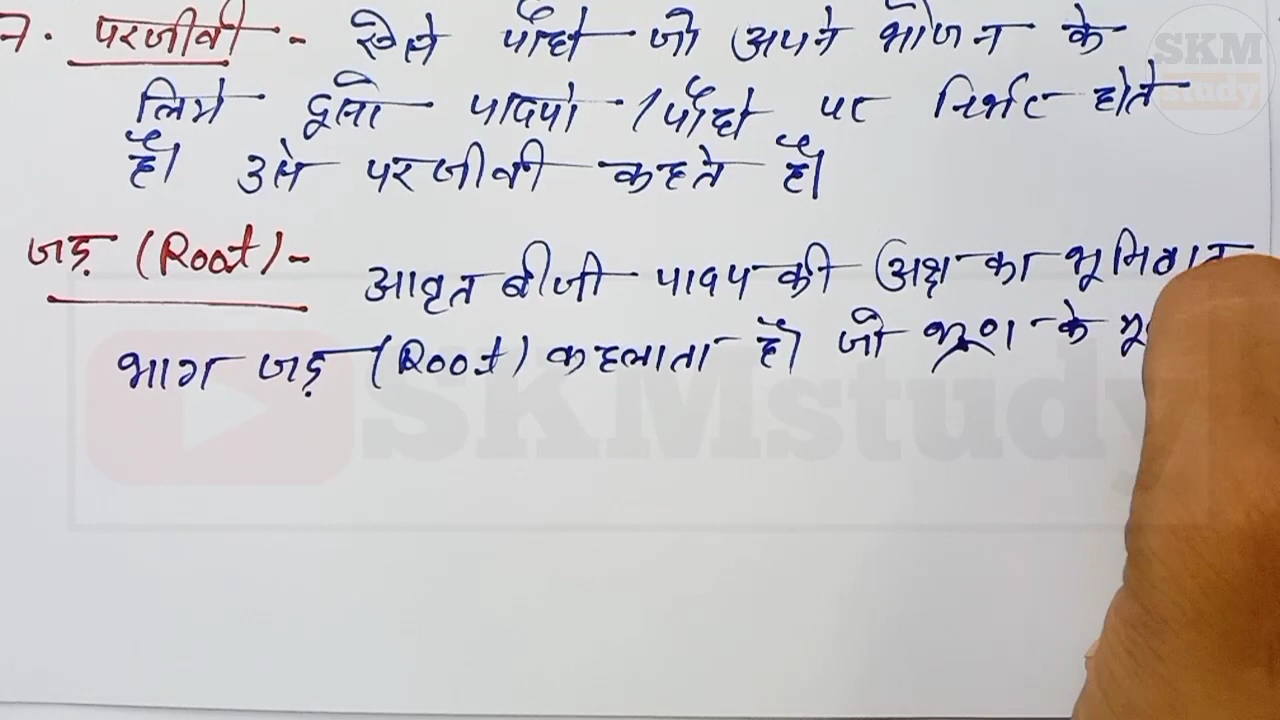 7. परजीवी - ऐसे पौधे जो अपने भोजन के
लिये दूसरे पादपो / पौधो पर निर्भर होते
है। उसे परजीवी कहते है।
जड़ (Root) - आवृत बीजी पादप की अक्ष का भूमिगत
भाग जड़ (Root) कहलाता है। जो भ्रूण के
SKM
study
SKMstudy